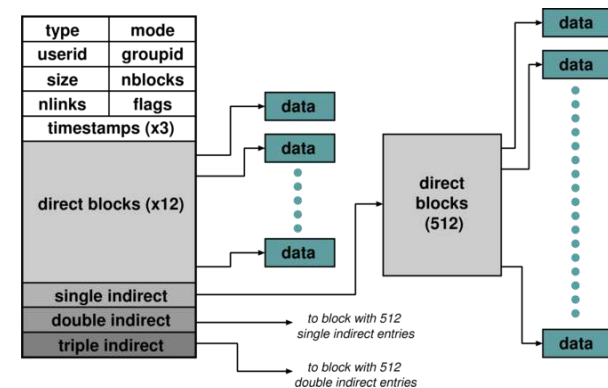 type mode
userid groupid
size nblocks
nlinks flags
timestamps (x3)
direct blocks (x12)
single indirect
double indirect
triple indirect
data
data
data
to block with 512
single indirect entries
to block with 512
double indirect entries
direct
blocks
(512)
data
data
data